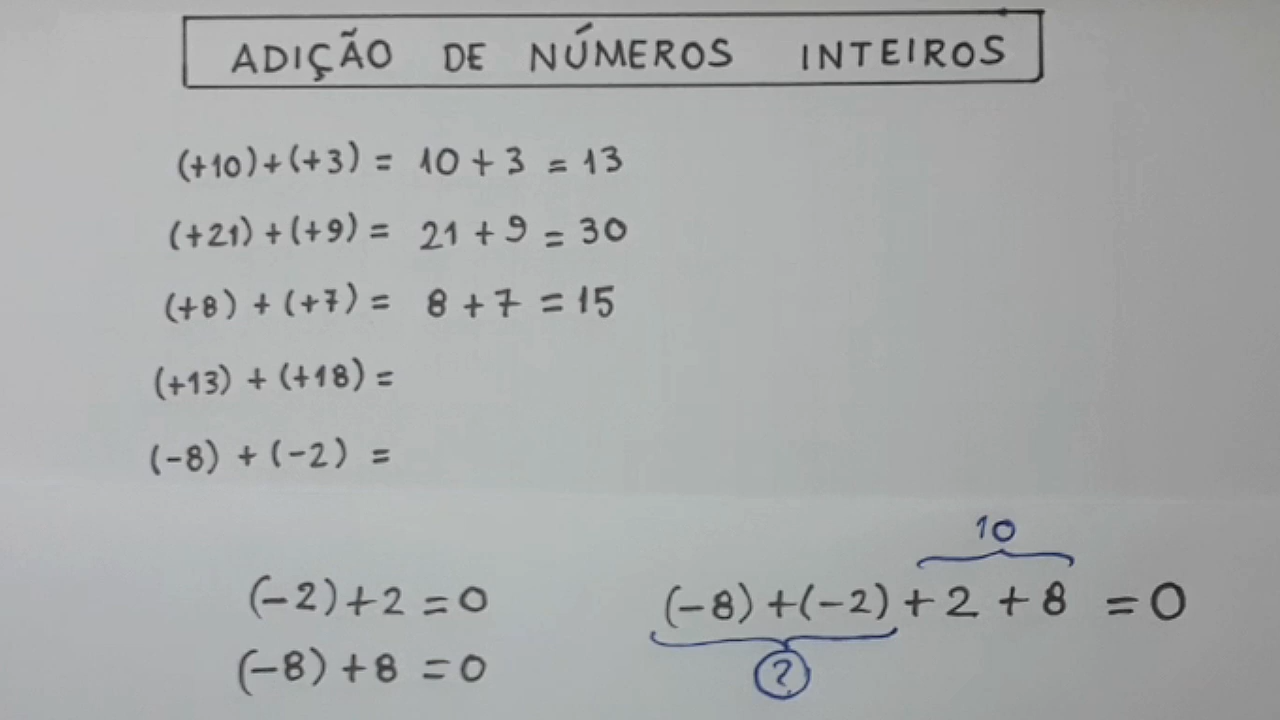 ADIÇÃO DE NÚMEROS INTEIROS
(+10)+(+3) = 10 + 3 = 13
(+21) + (+9) = 21 + 9 = 30
(+8) + (+7) = 8 + 7 = 15
(+13) + (+18) =
(-8) + (-2) =
10
(-2)+2 = 0
(-8) + (-2) + 2 + 8 = 0
(-8) + 8 = 0
?